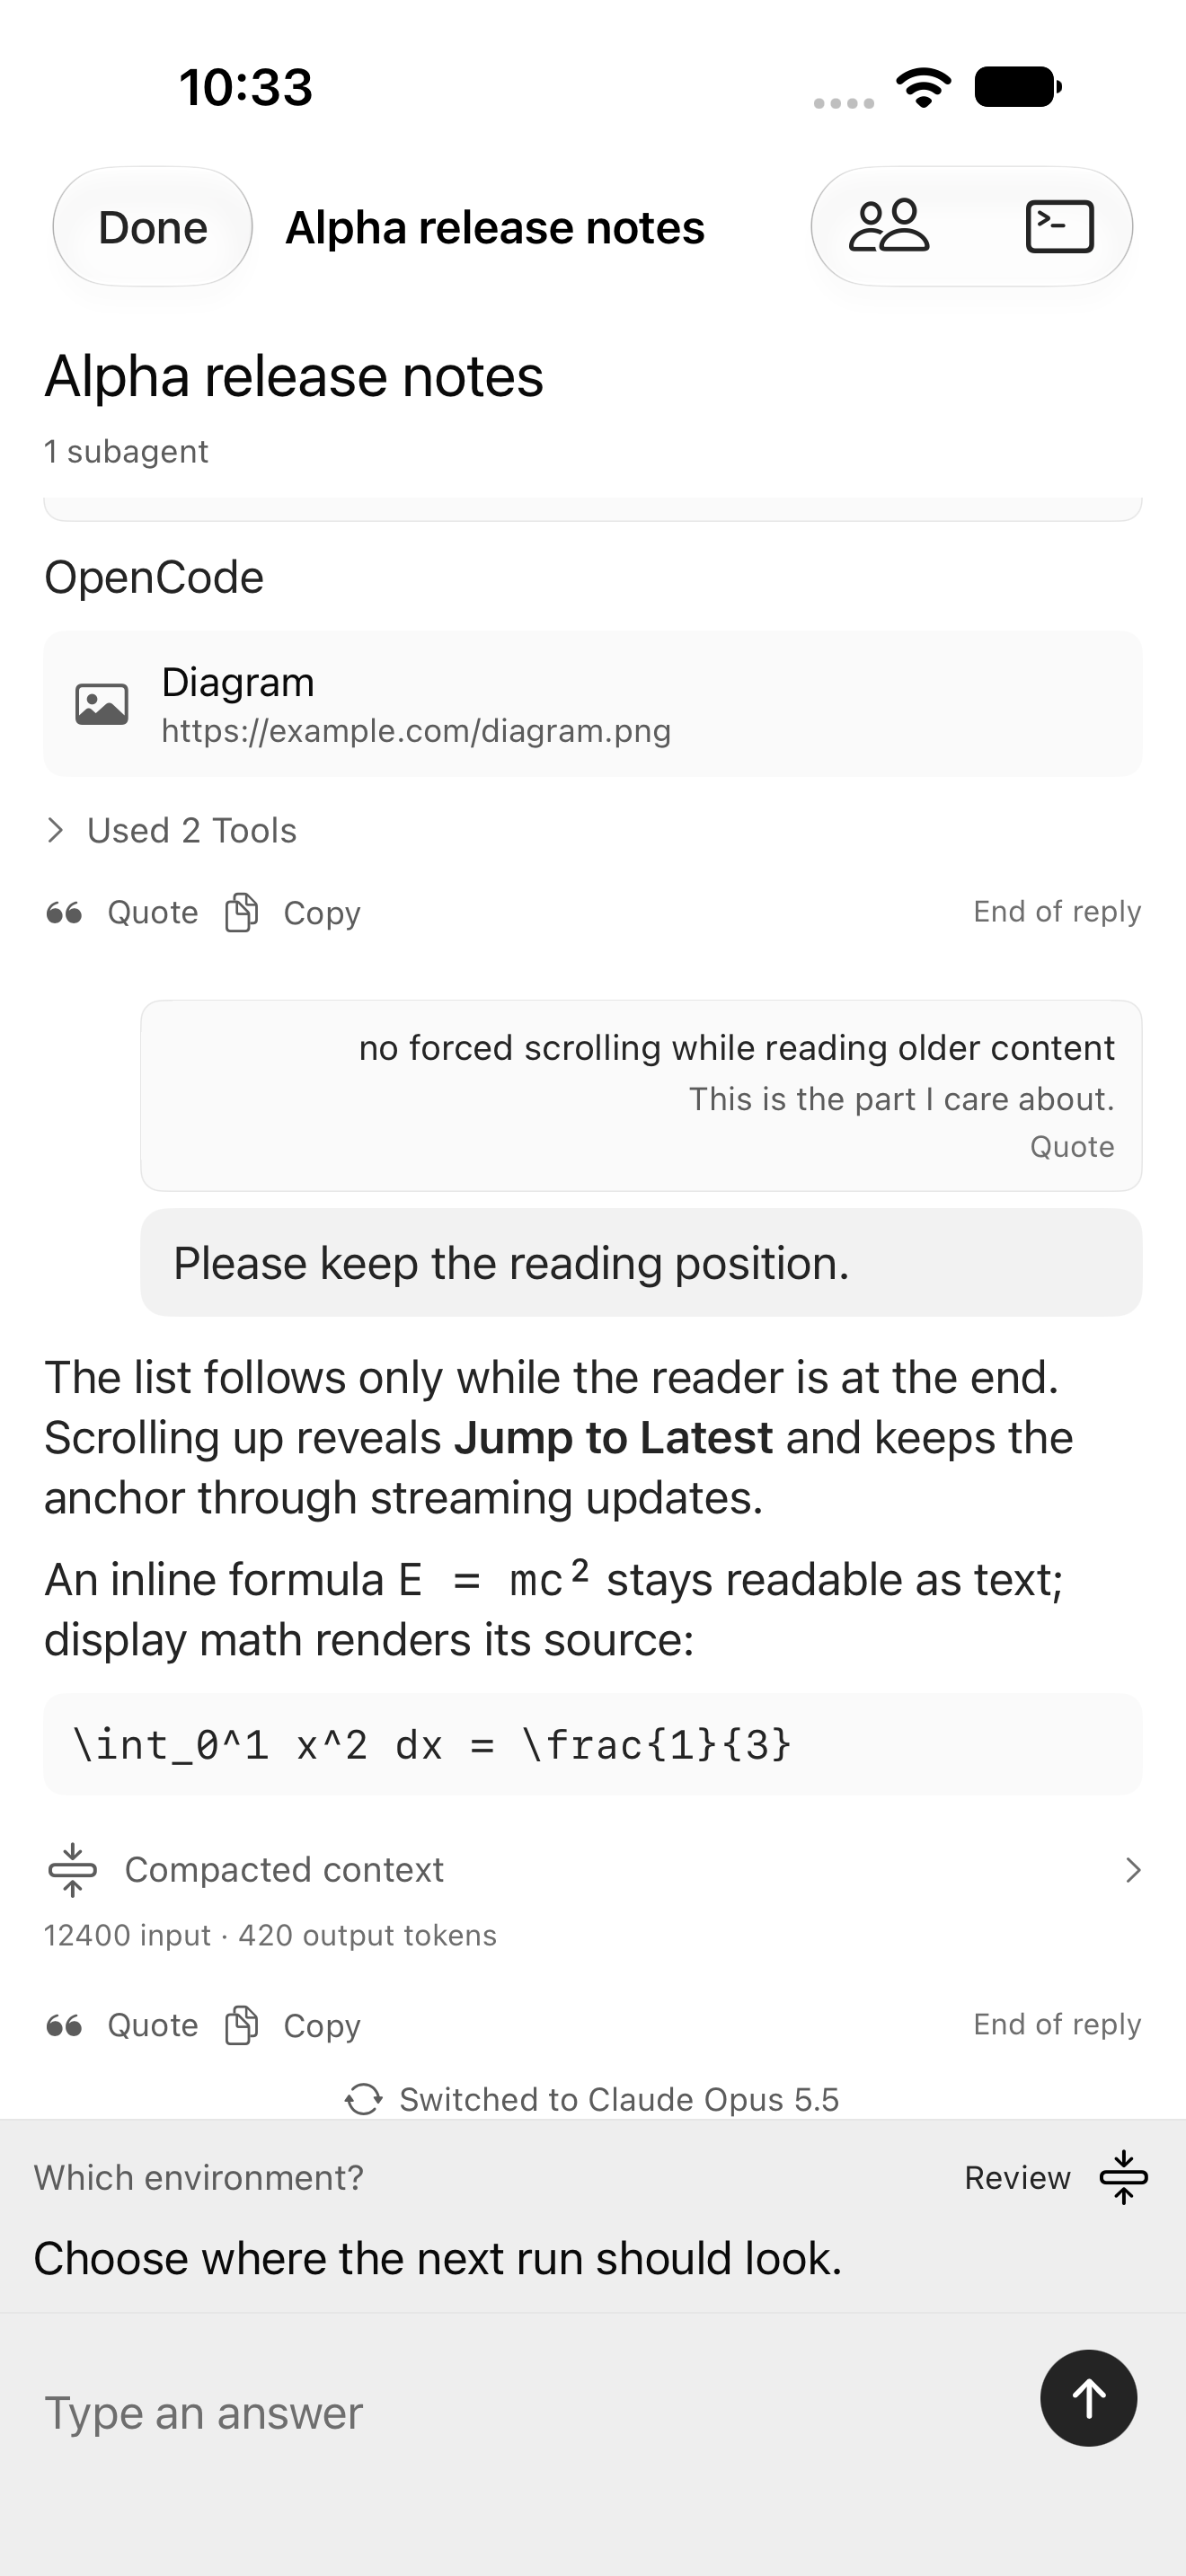 10:33
Done
Alpha release notes
Alpha release notes
1 subagent
OpenCode
Diagram
https://example.com/diagram.png
Used 2 Tools
Quote
Copy
End of reply
no forced scrolling while reading older content
This is the part I care about.
Quote
Please keep the reading position.
The list follows only while the reader is at the end.
Scrolling up reveals Jump to Latest and keeps the
anchor through streaming updates.
An inline formula E = mc² stays readable as text;
display math renders its source:
\int_0^1 x^2 dx = \frac{1}{3}
Compacted context
12400 input · 420 output tokens
Quote
Copy
End of reply
Switched to Claude Opus 5.5
Which environment?
Review
Choose where the next run should look.
Type an answer